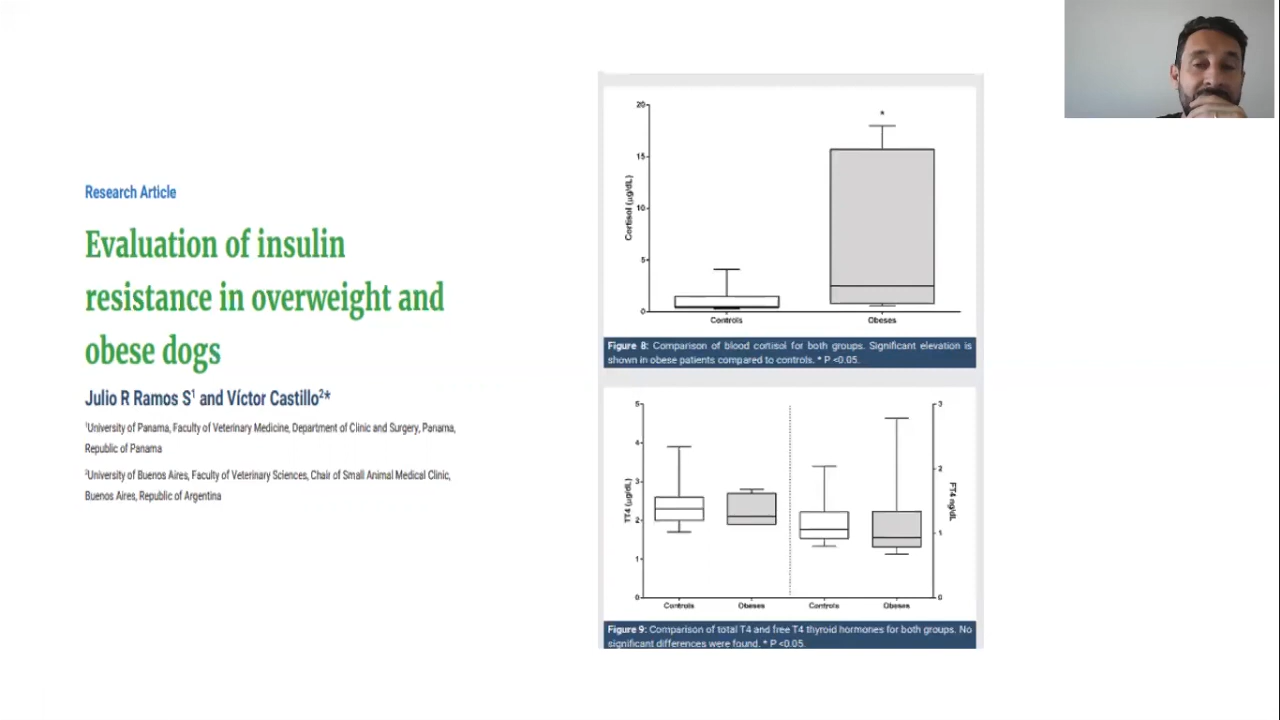 Research Article
Evaluation of insulin
resistance in overweight and
obese dogs
Julio R Ramos S¹ and Víctor Castillo²*
¹University of Panama, Faculty of Veterinary Medicine, Department of Clinic and Surgery, Panama,
Republic of Panama
²University of Buenos Aires, Faculty of Veterinary Sciences, Chair of Small Animal Medical Clinic,
Buenos Aires, Republic of Argentina
20
15
10
5
0
Cortisol (µg/dL)
*
Controls
Obeses
Figure 8: Comparison of blood cortisol for both groups. Significant elevation is
shown in obese patients compared to controls. * P <0.05.
5
4
3
2
1
0
TT4 (µg/dL)
3
2
1
0
FT4 ng/dL
Controls
Obeses
Controls
Obeses
Figure 9: Comparison of total T4 and free T4 thyroid hormones for both groups. No
significant differences were found. * P <0.05.